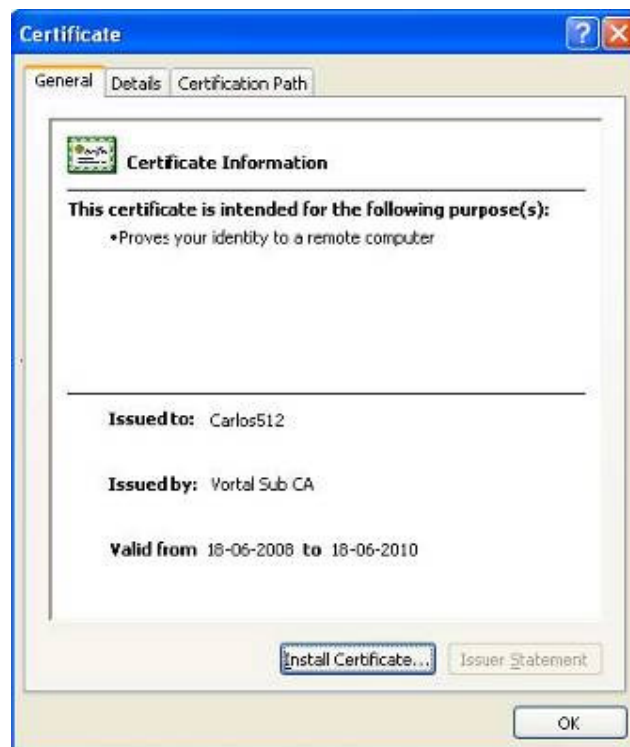 Certificate
General Details Certification Path
Certificate Information
This certificate is intended for the following purpose(s):
•Proves your identity to a remote computer
Issued to: Carlos512
Issued by: Vortal Sub CA
Valid from 18-06-2008 to 18-06-2010
Install Certificate... Issuer Statement
OK